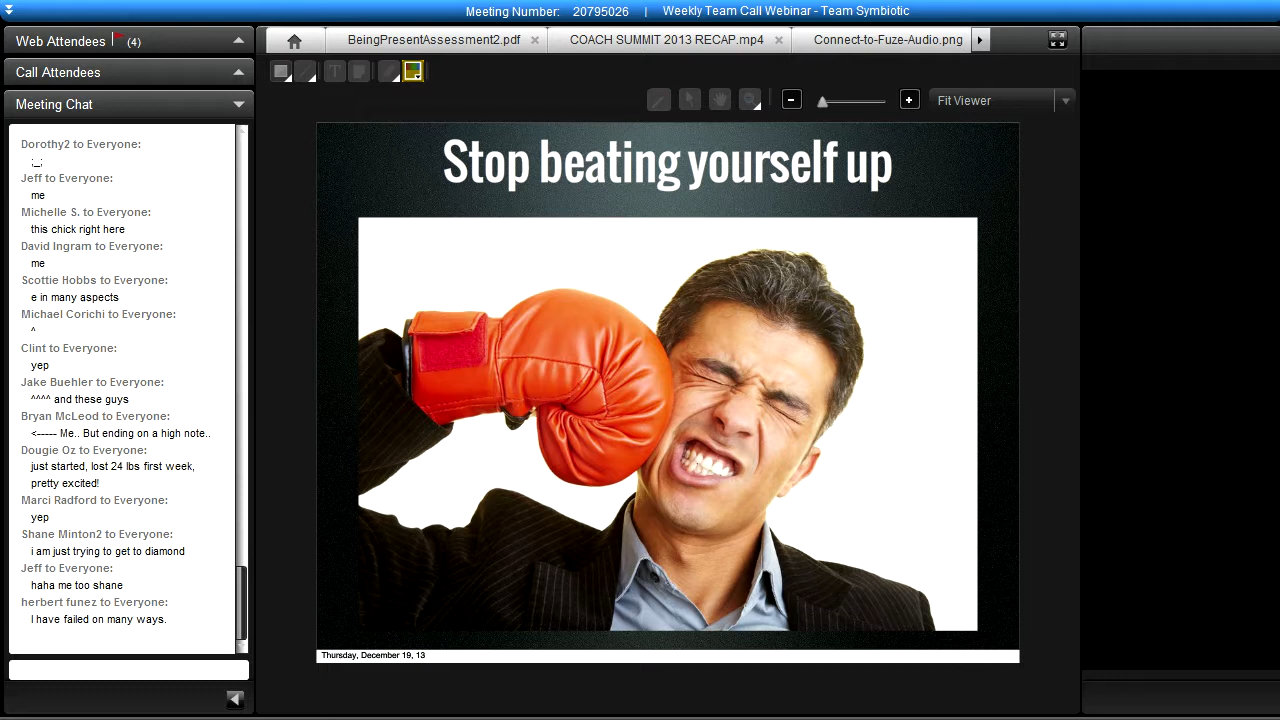 Meeting Number: 20795026 | Weekly Team Call Webinar - Team Symbiotic
Web Attendees (4)
Call Attendees
Meeting Chat
Dorothy2 to Everyone:
;_;
Jeff to Everyone:
me
Michelle S. to Everyone:
this chick right here
David Ingram to Everyone:
me
Scottie Hobbs to Everyone:
e in many aspects
Michael Corichi to Everyone:
^
Clint to Everyone:
yep
Jake Buehler to Everyone:
^^^^ and these guys
Bryan McLeod to Everyone:
<----- Me.. But ending on a high note..
Dougie Oz to Everyone:
just started, lost 24 lbs first week,
pretty excited!
Marci Radford to Everyone:
yep
Shane Minton2 to Everyone:
i am just trying to get to diamond
Jeff to Everyone:
haha me too shane
herbert funez to Everyone:
I have failed on many ways.
BeingPresentAssessment2.pdf
COACH SUMMIT 2013 RECAP.mp4
Connect-to-Fuze-Audio.png
T
Fit Viewer
Stop beating yourself up
Thursday, December 19, 13